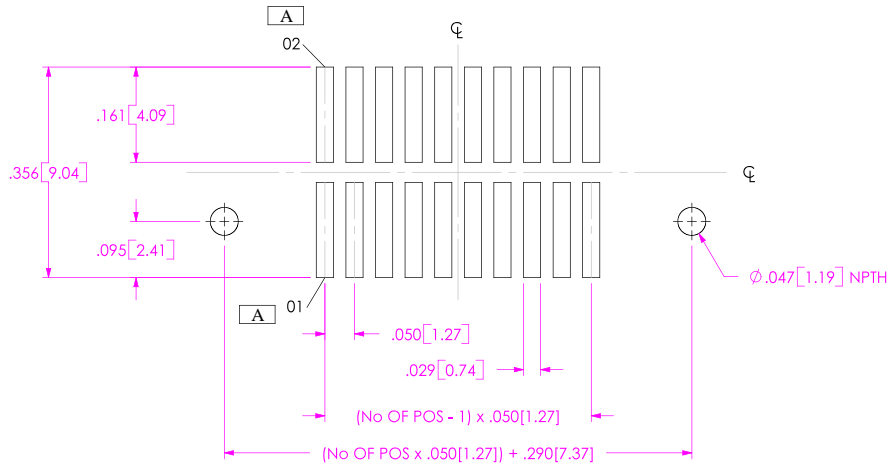 A
℄
02
.161[4.09]
.356[9.04]
℄
.095[2.41]
⌀.047[1.19] NPTH
01
A
.050[1.27]
.029[0.74]
(No OF POS - 1) x .050[1.27]
(No OF POS x .050[1.27]) + .290[7.37]